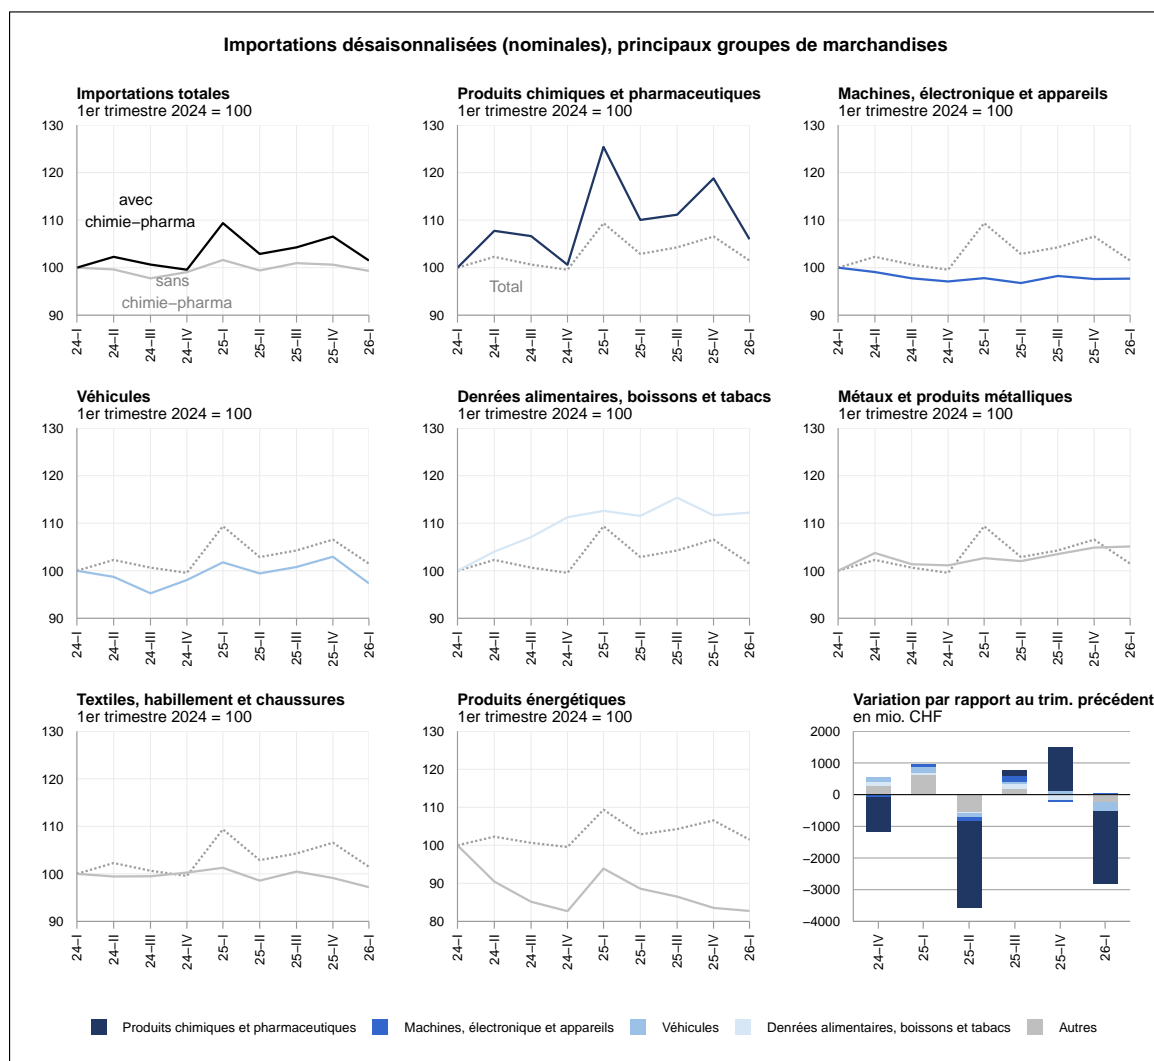 Importations désaisonnalisées (nominales), principaux groupes de marchandises
Importations totales
1er trimestre 2024 = 100
130
120
110
100
90
avec
chimie−pharma
sans
chimie−pharma
24−I
24−II
24−III
24−IV
25−I
25−II
25−III
25−IV
26−I
Produits chimiques et pharmaceutiques
1er trimestre 2024 = 100
130
120
110
100
90
Total
24−I
24−II
24−III
24−IV
25−I
25−II
25−III
25−IV
26−I
Machines, électronique et appareils
1er trimestre 2024 = 100
130
120
110
100
90
24−I
24−II
24−III
24−IV
25−I
25−II
25−III
25−IV
26−I
Véhicules
1er trimestre 2024 = 100
130
120
110
100
90
24−I
24−II
24−III
24−IV
25−I
25−II
25−III
25−IV
26−I
Denrées alimentaires, boissons et tabacs
1er trimestre 2024 = 100
130
120
110
100
90
24−I
24−II
24−III
24−IV
25−I
25−II
25−III
25−IV
26−I
Métaux et produits métalliques
1er trimestre 2024 = 100
130
120
110
100
90
24−I
24−II
24−III
24−IV
25−I
25−II
25−III
25−IV
26−I
Textiles, habillement et chaussures
1er trimestre 2024 = 100
130
120
110
100
90
24−I
24−II
24−III
24−IV
25−I
25−II
25−III
25−IV
26−I
Produits énergétiques
1er trimestre 2024 = 100
130
120
110
100
90
80
24−I
24−II
24−III
24−IV
25−I
25−II
25−III
25−IV
26−I
Variation par rapport au trim. précédent
en mio. CHF
2000
1000
0
−1000
−2000
−3000
−4000
24−IV
25−I
25−II
25−III
25−IV
26−I
Produits chimiques et pharmaceutiques
Machines, électronique et appareils
Véhicules
Denrées alimentaires, boissons et tabacs
Autres